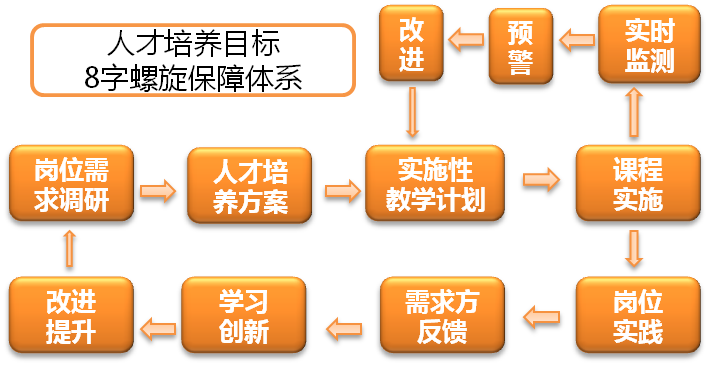 人才培养目标
8字螺旋保障体系
改
进
预
警
实时
监测
岗位需
求调研
人才培
养方案
实施性
教学计划
课程
实施
改进
提升
学习
创新
需求方
反馈
岗位
实践